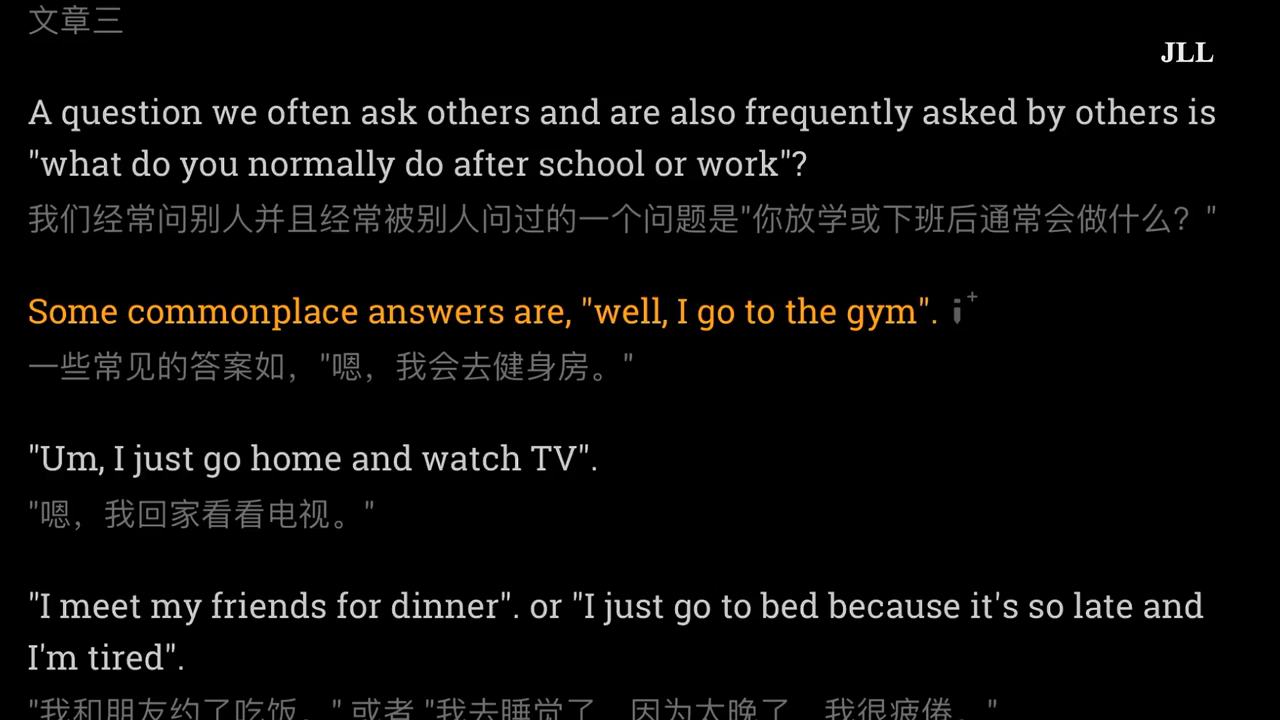 文章三
JLL
A question we often ask others and are also frequently asked by others is
"what do you normally do after school or work"?
我们经常问别人并且经常被别人问过的一个问题是"你放学或下班后通常会做什么？"
Some commonplace answers are, "well, I go to the gym".
一些常见的答案如，"嗯，我会去健身房。"
"Um, I just go home and watch TV".
"嗯，我回家看看电视。"
"I meet my friends for dinner". or "I just go to bed because it's so late and
I'm tired".
"我和朋友约了吃饭。" 或者 "我去睡觉了，因为太晚了，我很疲倦。"